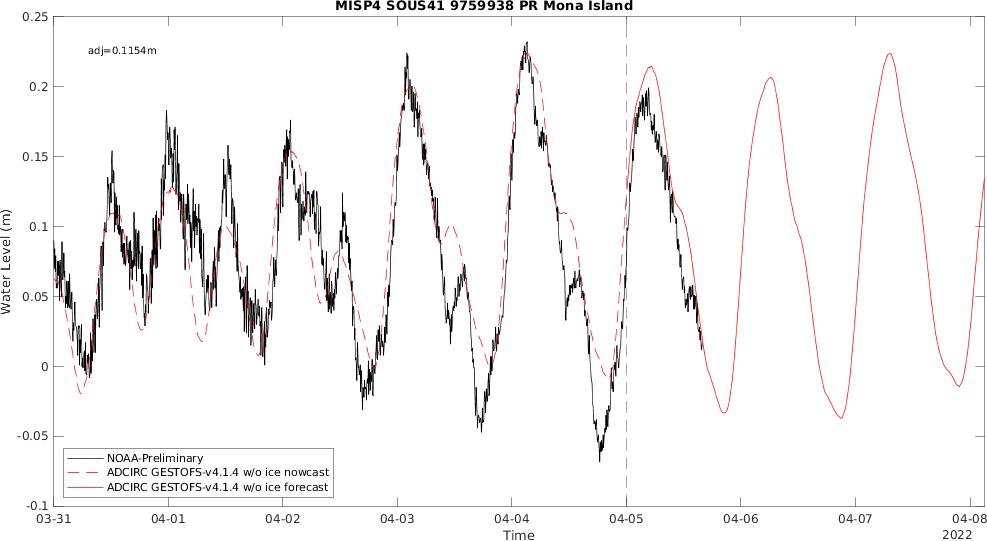 MISP4 SOUS41 9759938 PR Mona Island
adj=0.1154m
0.25
0.2
0.15
0.1
0.05
0
-0.05
-0.1
Water Level (m)
NOAA-Preliminary
ADCIRC GESTOFS-v4.1.4 w/o ice nowcast
ADCIRC GESTOFS-v4.1.4 w/o ice forecast
03-31 04-01 04-02 04-03 04-04 04-05 04-06 04-07 04-08
Time
2022